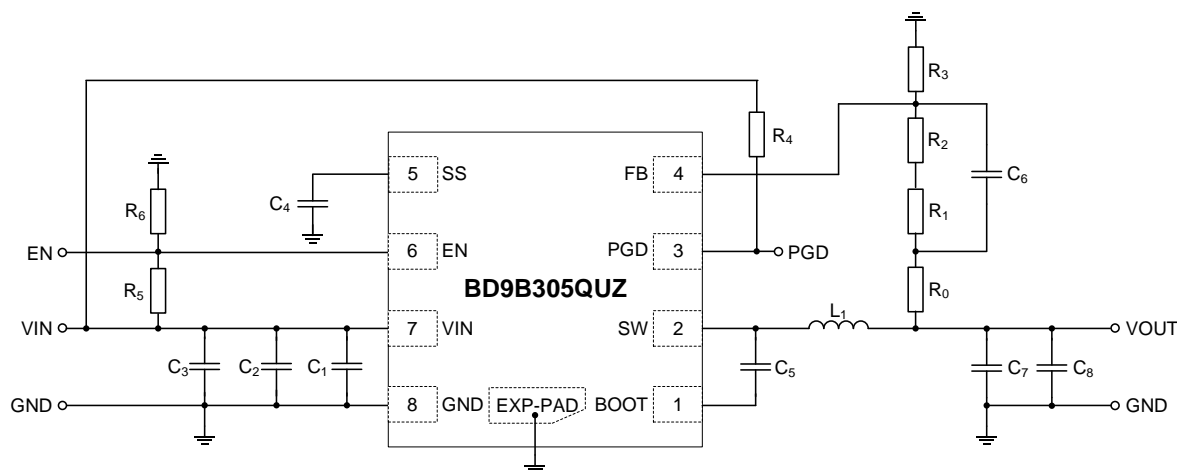 R3
R4
R2
C6
5 SS
FB 4
C4
R6
R1
EN
6 EN
PGD 3
PGD
BD9B305QUZ
R5
R0
L1
VIN
7 VIN
SW 2
VOUT
C3
C2
C1
C5
C7
C8
GND
8 GND
EXP-PAD
BOOT 1
GND